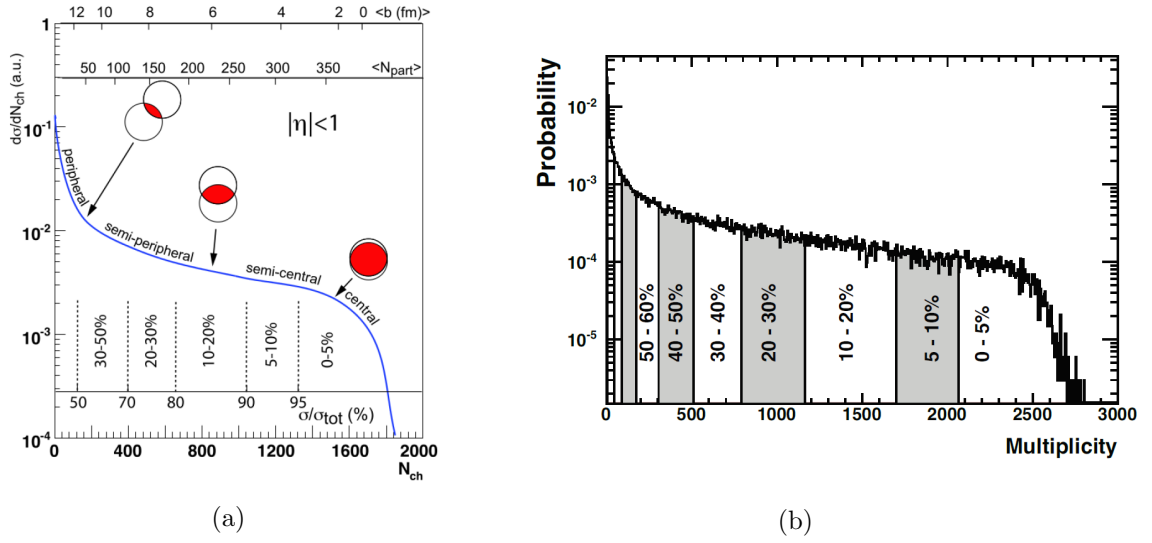 12 10 8 6 4 2 0 <b (fm)>
50 100 150 200 250 300 350 <Npart>
dσ/dNch (a.u.)
1
10-1
10-2
10-3
10-4
|η|<1
peripheral
semi-peripheral
semi-central
central
30-50%
20-30%
10-20%
5-10%
0-5%
50 70 80 90 95
σ/σtot (%)
0 400 800 1200 1600 2000
Nch
(a)
Probability
10-2
10-3
10-4
10-5
50 - 60%
40 - 50%
30 - 40%
20 - 30%
10 - 20%
5 - 10%
0 - 5%
0 500 1000 1500 2000 2500 3000
Multiplicity
(b)